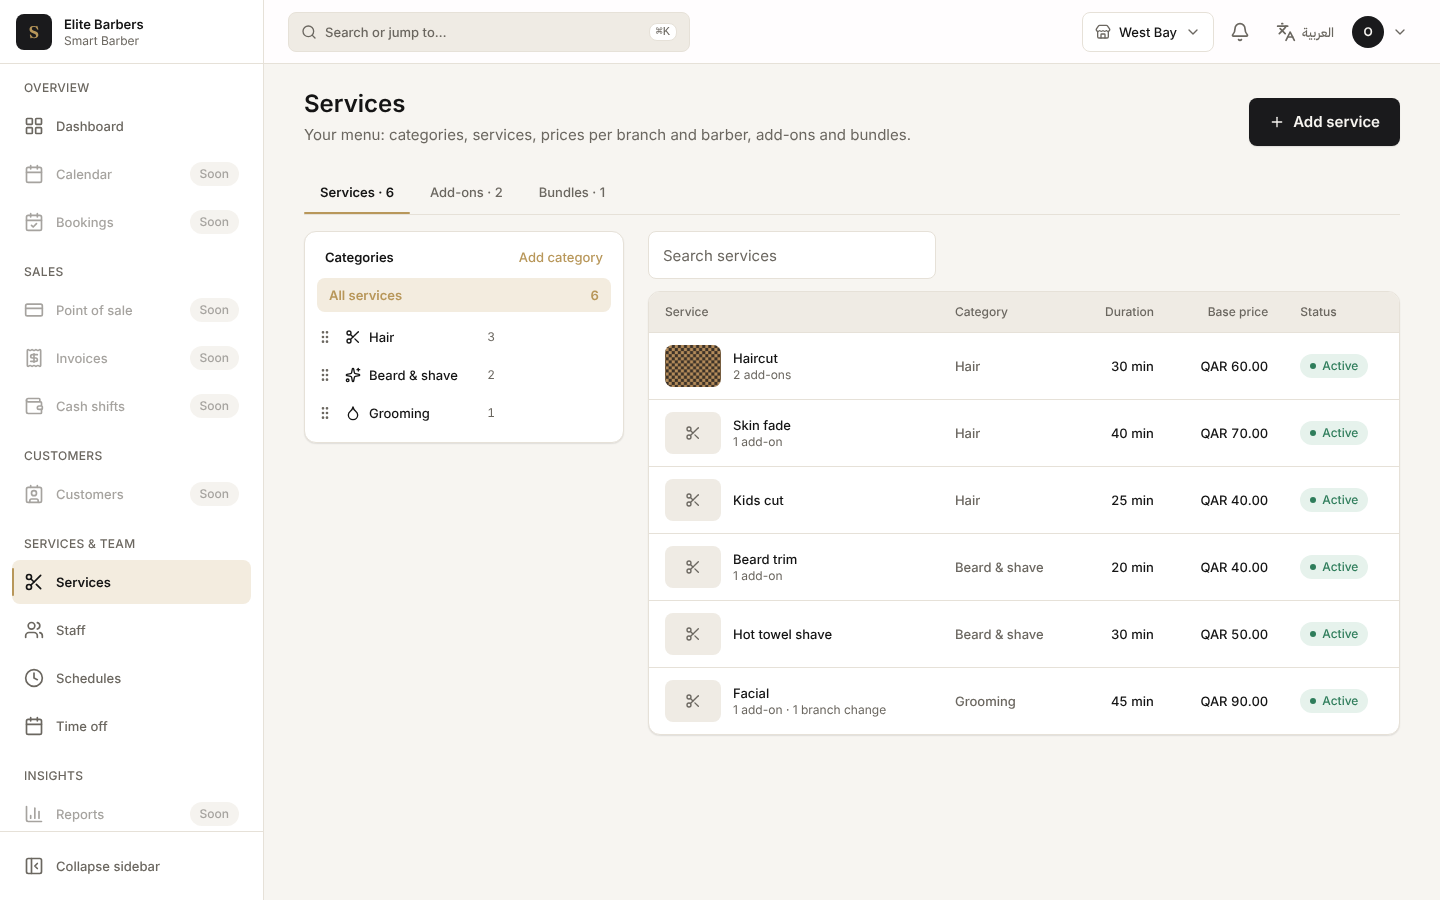 S
Elite Barbers
Smart Barber
Search or jump to...
⌘K
West Bay
العربية
O
OVERVIEW
Dashboard
Calendar
Soon
Bookings
Soon
SALES
Point of sale
Soon
Invoices
Soon
Cash shifts
Soon
CUSTOMERS
Customers
Soon
SERVICES & TEAM
Services
Staff
Schedules
Time off
INSIGHTS
Reports
Soon
Collapse sidebar
Services
Your menu: categories, services, prices per branch and barber, add-ons and bundles.
+ Add service
Services · 6
Add-ons · 2
Bundles · 1
Categories
Add category
All services 6
Hair 3
Beard & shave 2
Grooming 1
Search services
Service Category Duration Base price Status
Haircut
2 add-ons
Hair 30 min QAR 60.00 Active
Skin fade
1 add-on
Hair 40 min QAR 70.00 Active
Kids cut
Hair 25 min QAR 40.00 Active
Beard trim
1 add-on
Beard & shave 20 min QAR 40.00 Active
Hot towel shave
Beard & shave 30 min QAR 50.00 Active
Facial
1 add-on · 1 branch change
Grooming 45 min QAR 90.00 Active